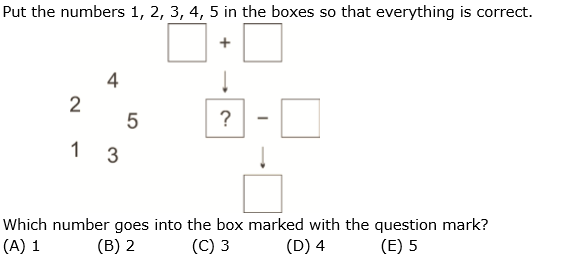 Put the numbers 1, 2, 3, 4, 5 in the boxes so that everything is correct.
+
4
2
5
? -
1 3
Which number goes into the box marked with the question mark?
(A) 1 (B) 2 (C) 3 (D) 4 (E) 5